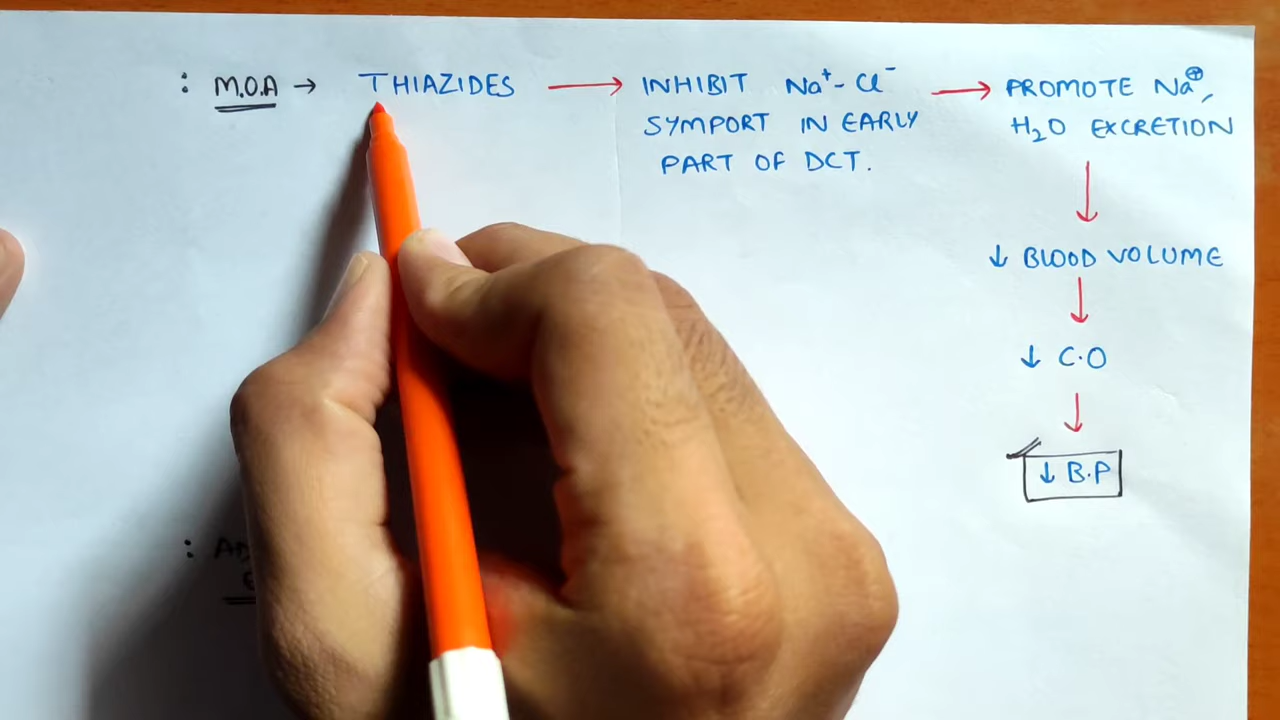 : M.O.A → THIAZIDES → INHIBIT Na⁺- Cl⁻ → PROMOTE Na⊕,
SYMPORT IN EARLY H₂O EXCRETION
PART OF DCT.
↓
↓ BLOOD VOLUME
↓
↓ C.O
↓
↓ B.P